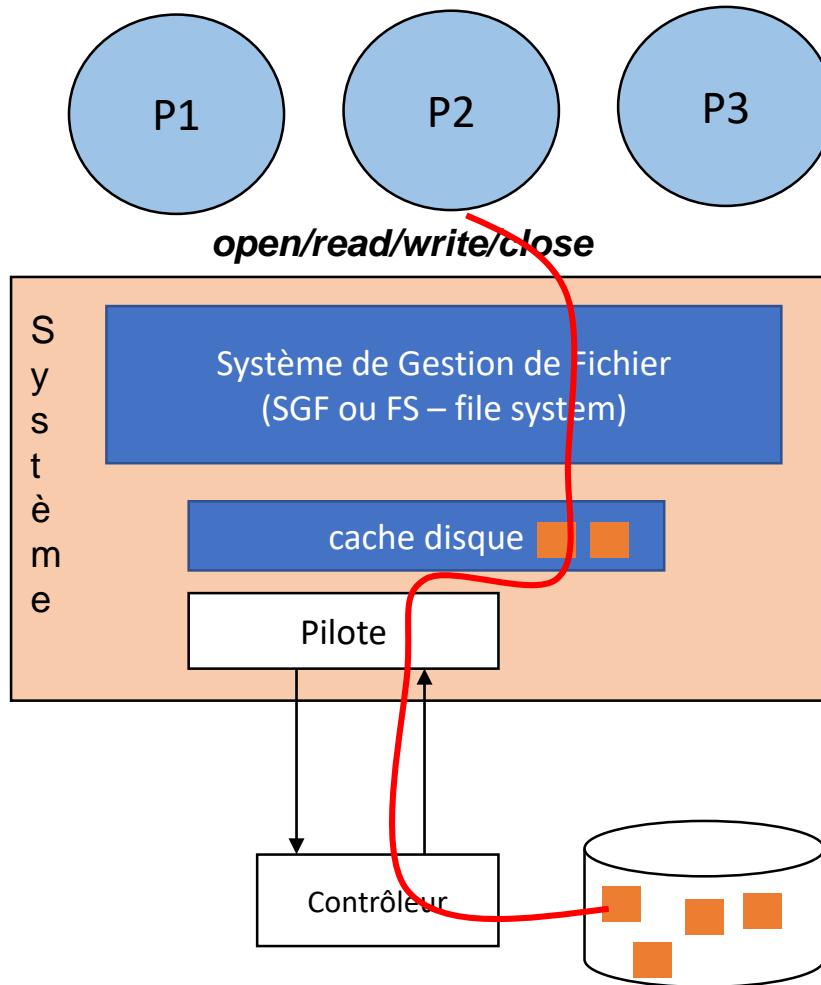 P1
P2
P3
open/read/write/close
Système
Système de Gestion de Fichier
(SGF ou FS – file system)
cache disque
Pilote
Contrôleur